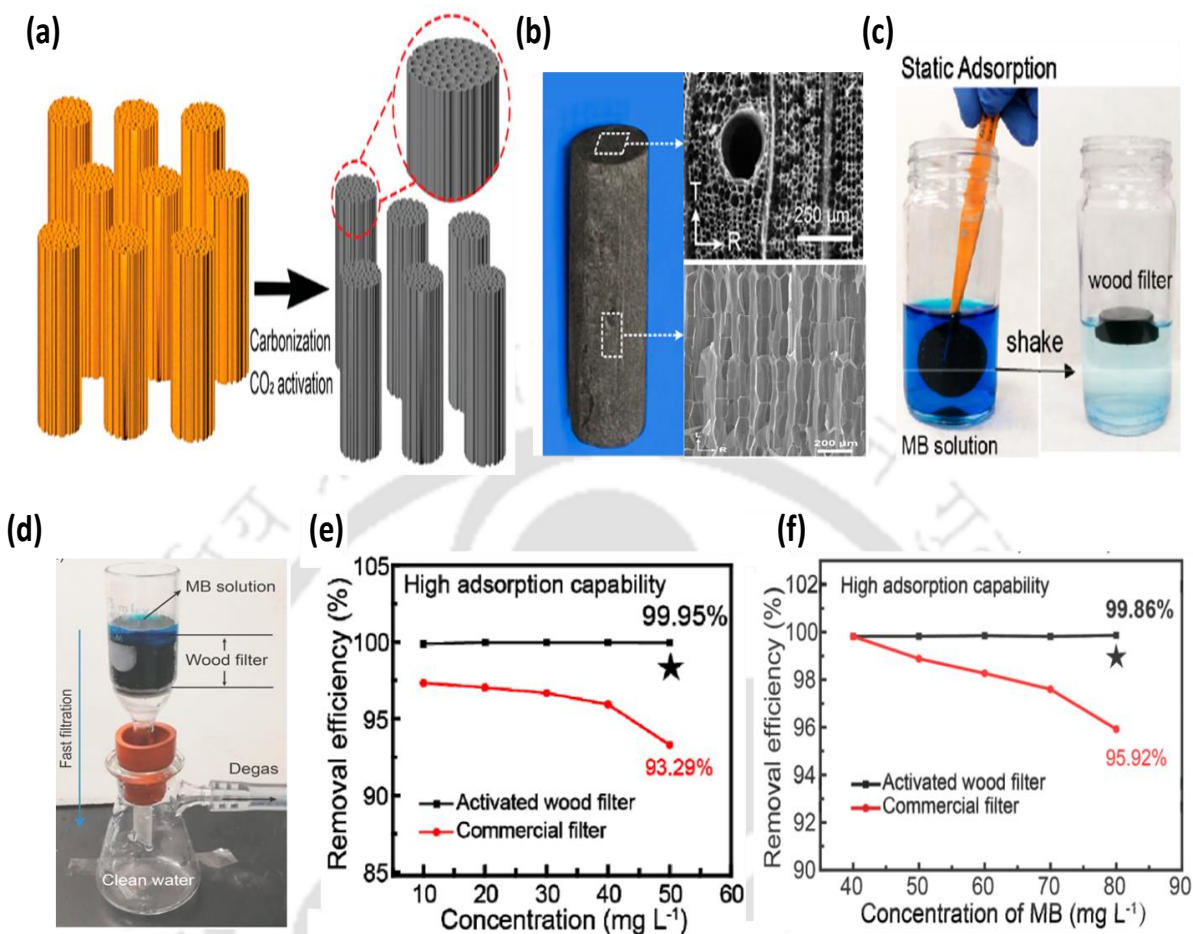 (a)
Carbonization
CO₂ activation
(b)
T
R
250 µm
L
R
200 µm
(c)
Static Adsorption
shake
wood filter
MB solution
(d)
MB solution
Wood filter
Fast filtration
Degas
Clean water
(e)
Removal efficiency (%)
105
100
95
90
85
High adsorption capability
99.95%
93.29%
Activated wood filter
Commercial filter
10 20 30 40 50 60
Concentration (mg L⁻¹)
(f)
Removal efficiency (%)
102
100
98
96
94
92
90
High adsorption capability
99.86%
95.92%
Activated wood filter
Commercial filter
40 50 60 70 80 90
Concentration of MB (mg L⁻¹)